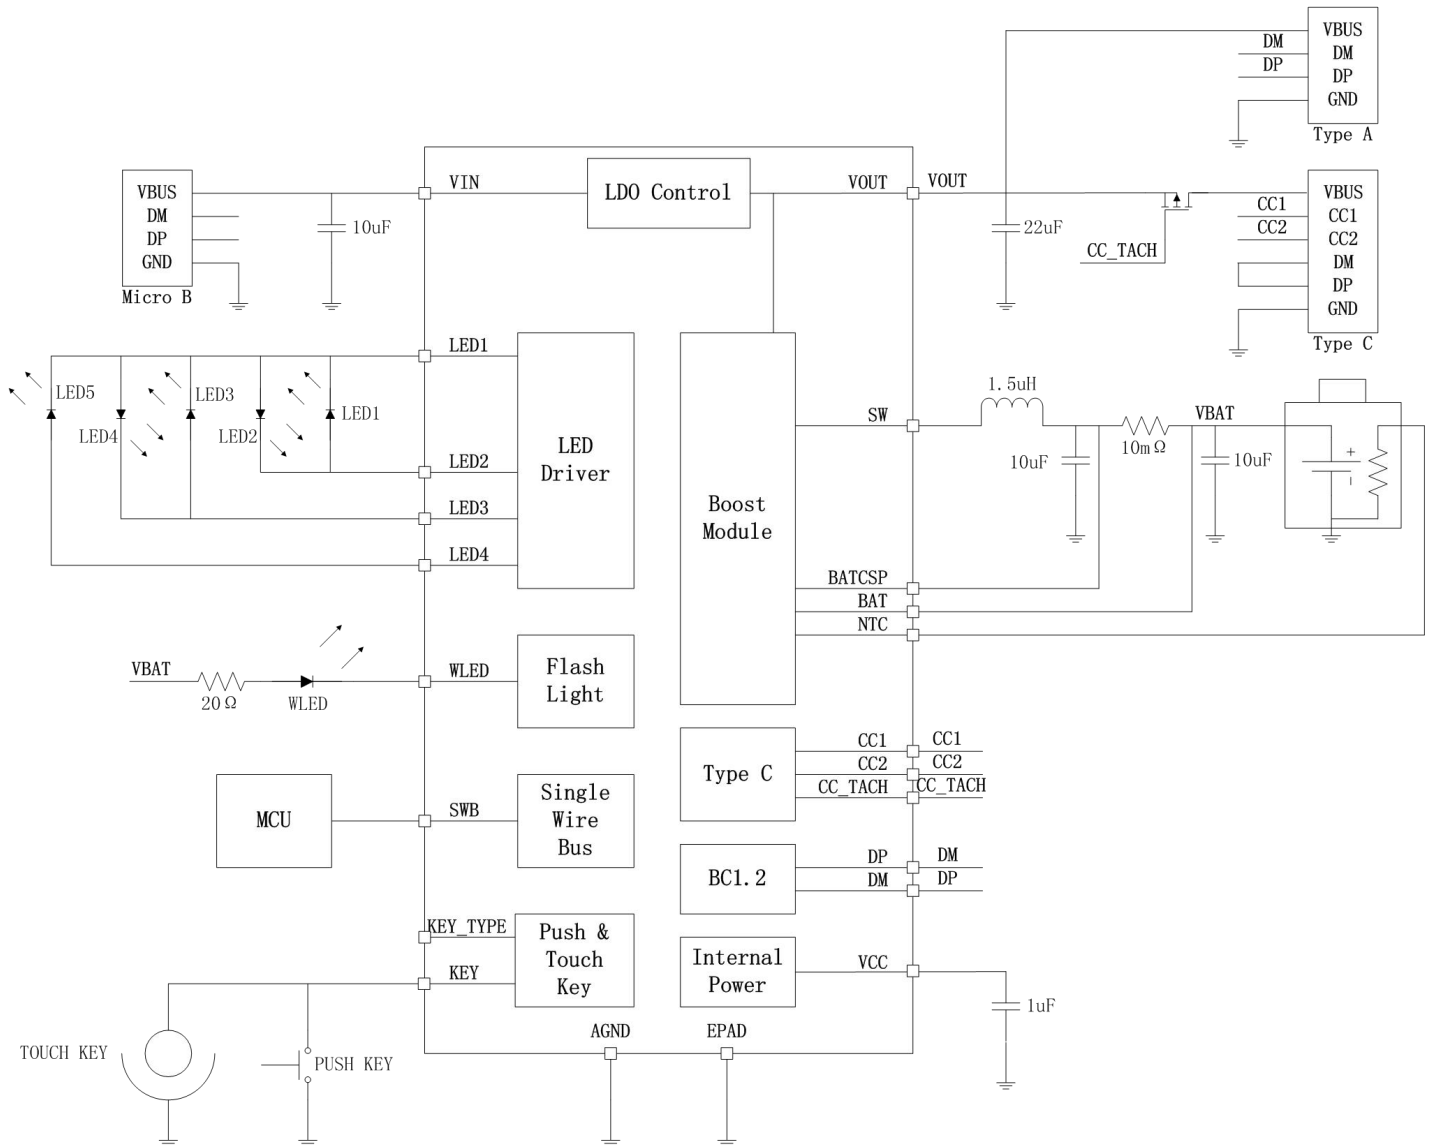 VBUS
DM
DM
DP
DP
GND
Type A
VIN
LDO Control
VOUT
VOUT
VBUS
DM
DP
GND
Micro B
10uF
22uF
CC_TACH
VBUS
CC1
CC1
CC2
CC2
DM
DP
GND
Type C
LED1
LED5
LED3
LED1
LED4
LED2
LED2
LED3
LED4
LED
Driver
Boost
Module
SW
1.5uH
10uF
10mΩ
VBAT
10uF
+
-
BATCSP
BAT
NTC
VBAT
20Ω
WLED
WLED
Flash
Light
Type C
CC1
CC1
CC2
CC2
CC_TACH
CC_TACH
MCU
SWB
Single
Wire
Bus
BC1.2
DP
DM
DM
DP
KEY_TYPE
KEY
Push &
Touch
Key
Internal
Power
VCC
1uF
AGND
EPAD
TOUCH KEY
PUSH KEY